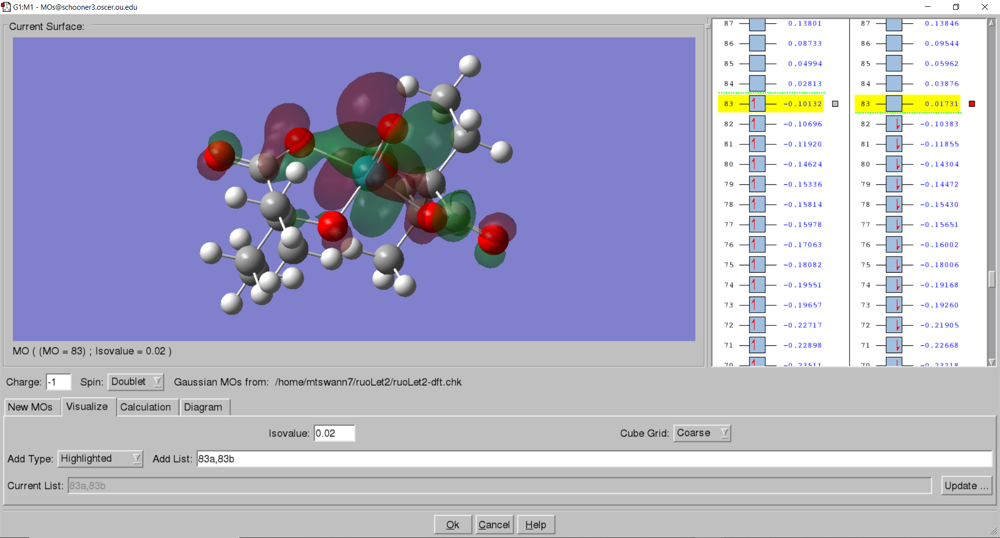 G1:M1 - MOs@schooner3.oscer.ou.edu
Current Surface:
87 0.13801 87 0.13846
86 0.08733 86 0.09544
85 0.04994 85 0.05962
84 0.02813 84 0.03876
83 -0.10132 83 0.01731
82 -0.10696 82 -0.10383
81 -0.11920 81 -0.11855
80 -0.14624 80 -0.14304
79 -0.15336 79 -0.14472
78 -0.15814 78 -0.15430
77 -0.15978 77 -0.15651
76 -0.17063 76 -0.16002
75 -0.18082 75 -0.18006
74 -0.19551 74 -0.19168
73 -0.19657 73 -0.19260
72 -0.22717 72 -0.21905
71 -0.22898 71 -0.22668
70 -0.23511 70 -0.23218
MO ( (MO = 83) ; Isovalue = 0.02 )
Charge: -1 Spin: Doublet Gaussian MOs from: /home/mtswann7/ruoLet2/ruoLet2-dft.chk
New MOs Visualize Calculation Diagram
Isovalue: 0.02 Cube Grid: Coarse
Add Type: Highlighted Add List: 83a,83b
Current List: 83a,83b Update ...
Ok Cancel Help